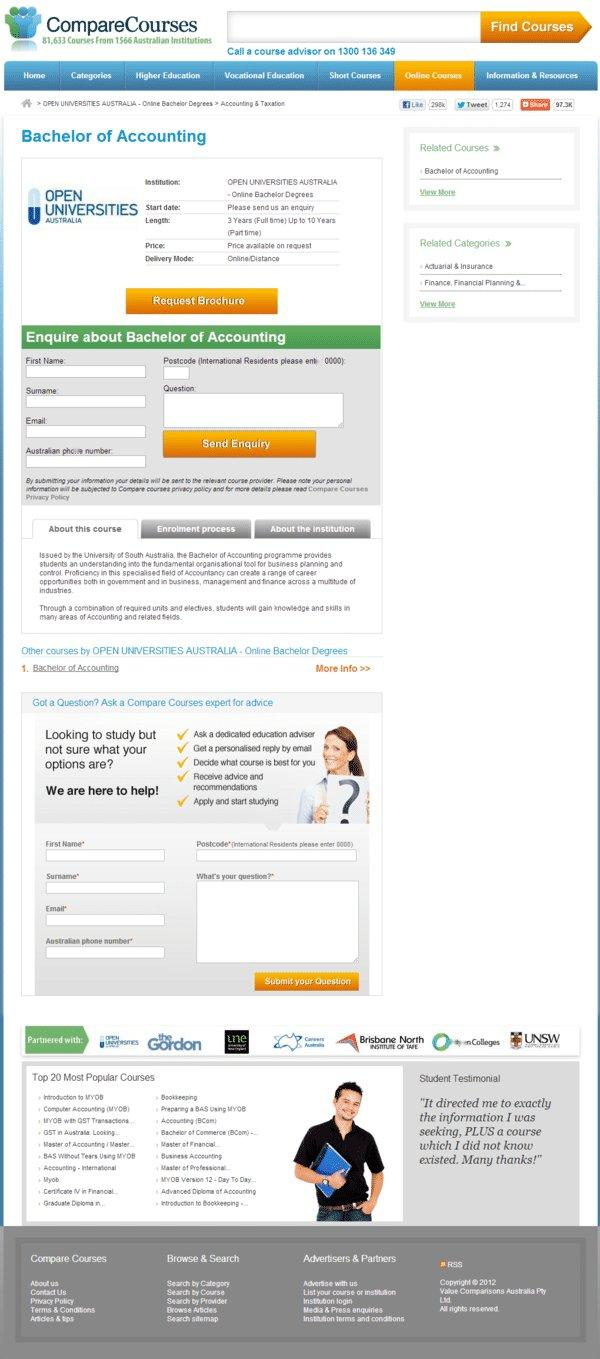 CompareCourses
81,633 Courses From 1566 Australian Institutions
Find Courses
Call a course advisor on 1300 136 349
Home
Categories
Higher Education
Vocational Education
Short Courses
Online Courses
Information & Resources
> OPEN UNIVERSITIES AUSTRALIA - Online Bachelor Degrees > Accounting & Taxation
Like 298k
Tweet 1,274
Share 97.3K
Bachelor of Accounting
OPEN
UNIVERSITIES
AUSTRALIA
Institution: OPEN UNIVERSITIES AUSTRALIA
- Online Bachelor Degrees
Start date: Please send us an enquiry
Length: 3 Years (Full time) Up to 10 Years
(Part time)
Price: Price available on request
Delivery Mode: Online/Distance
Request Brochure
Related Courses »
Bachelor of Accounting
View More
Related Categories »
Actuarial & Insurance
Finance, Financial Planning &...
View More
Enquire about Bachelor of Accounting
First Name:
Surname:
Email:
Australian phone number:
Postcode (International Residents please ent 0000):
Question:
Send Enquiry
By submitting your information your details will be sent to the relevant course provider. Please note your personal
information will be subjected to Compare courses privacy policy and for more details please read Compare Courses
Privacy Policy
About this course
Enrolment process
About the institution
Issued by the University of South Australia, the Bachelor of Accounting programme provides
students an understanding into the fundamental organisational tool for business planning and
control. Proficiency in this specialised field of Accountancy can create a range of career
opportunities both in government and in business, management and finance across a multitude of
industries.
Through a combination of required units and electives, students will gain knowledge and skills in
many areas of Accounting and related fields.
Other courses by OPEN UNIVERSITIES AUSTRALIA - Online Bachelor Degrees
1. Bachelor of Accounting
More Info >>
Got a Question? Ask a Compare Courses expert for advice
Looking to study but
not sure what your
options are?
We are here to help!
Ask a dedicated education adviser
Get a personalised reply by email
Decide what course is best for you
Receive advice and
recommendations
Apply and start studying
?
First Name*
Surname*
Email*
Australian phone number*
Postcode*(International Residents please enter 0000)
What's your question?*
Submit your Question
Partnered with:
OPEN
UNIVERSITIES
the
Gordon
une
Careers
Australia
Brisbane North
INSTITUTE OF TAFE
Colleges
UNSW
Top 20 Most Popular Courses
Introduction to MYOB
Computer Accounting (MYOB)
MYOB with GST Transactions...
GST in Australia: Looking...
Master of Accounting / Master...
BAS Without Tears Using MYOB
Accounting - International
Myob
Certificate IV in Financial...
Graduate Diploma in...
Bookkeeping
Preparing a BAS Using MYOB
Accounting (BCom)
Bachelor of Commerce (BCom) -...
Master of Financial...
Business Accounting
Master of Professional...
MYOB Version 12 - Day To Day...
Advanced Diploma of Accounting
Introduction to Bookkeeping -...
Student Testimonial
"It directed me to exactly
the information I was
seeking, PLUS a course
which I did not know
existed. Many thanks!"
Compare Courses
About us
Contact Us
Privacy Policy
Terms & Conditions
Articles & tips
Browse & Search
Search by Category
Search by Course
Search by Provider
Browse Articles
Search sitemap
Advertisers & Partners
Advertise with us
List your course or institution
Institution login
Media & Press enquiries
Institution terms and conditions
RSS
Copyright © 2012
Value Comparisons Australia Pty
Ltd.
All rights reserved.